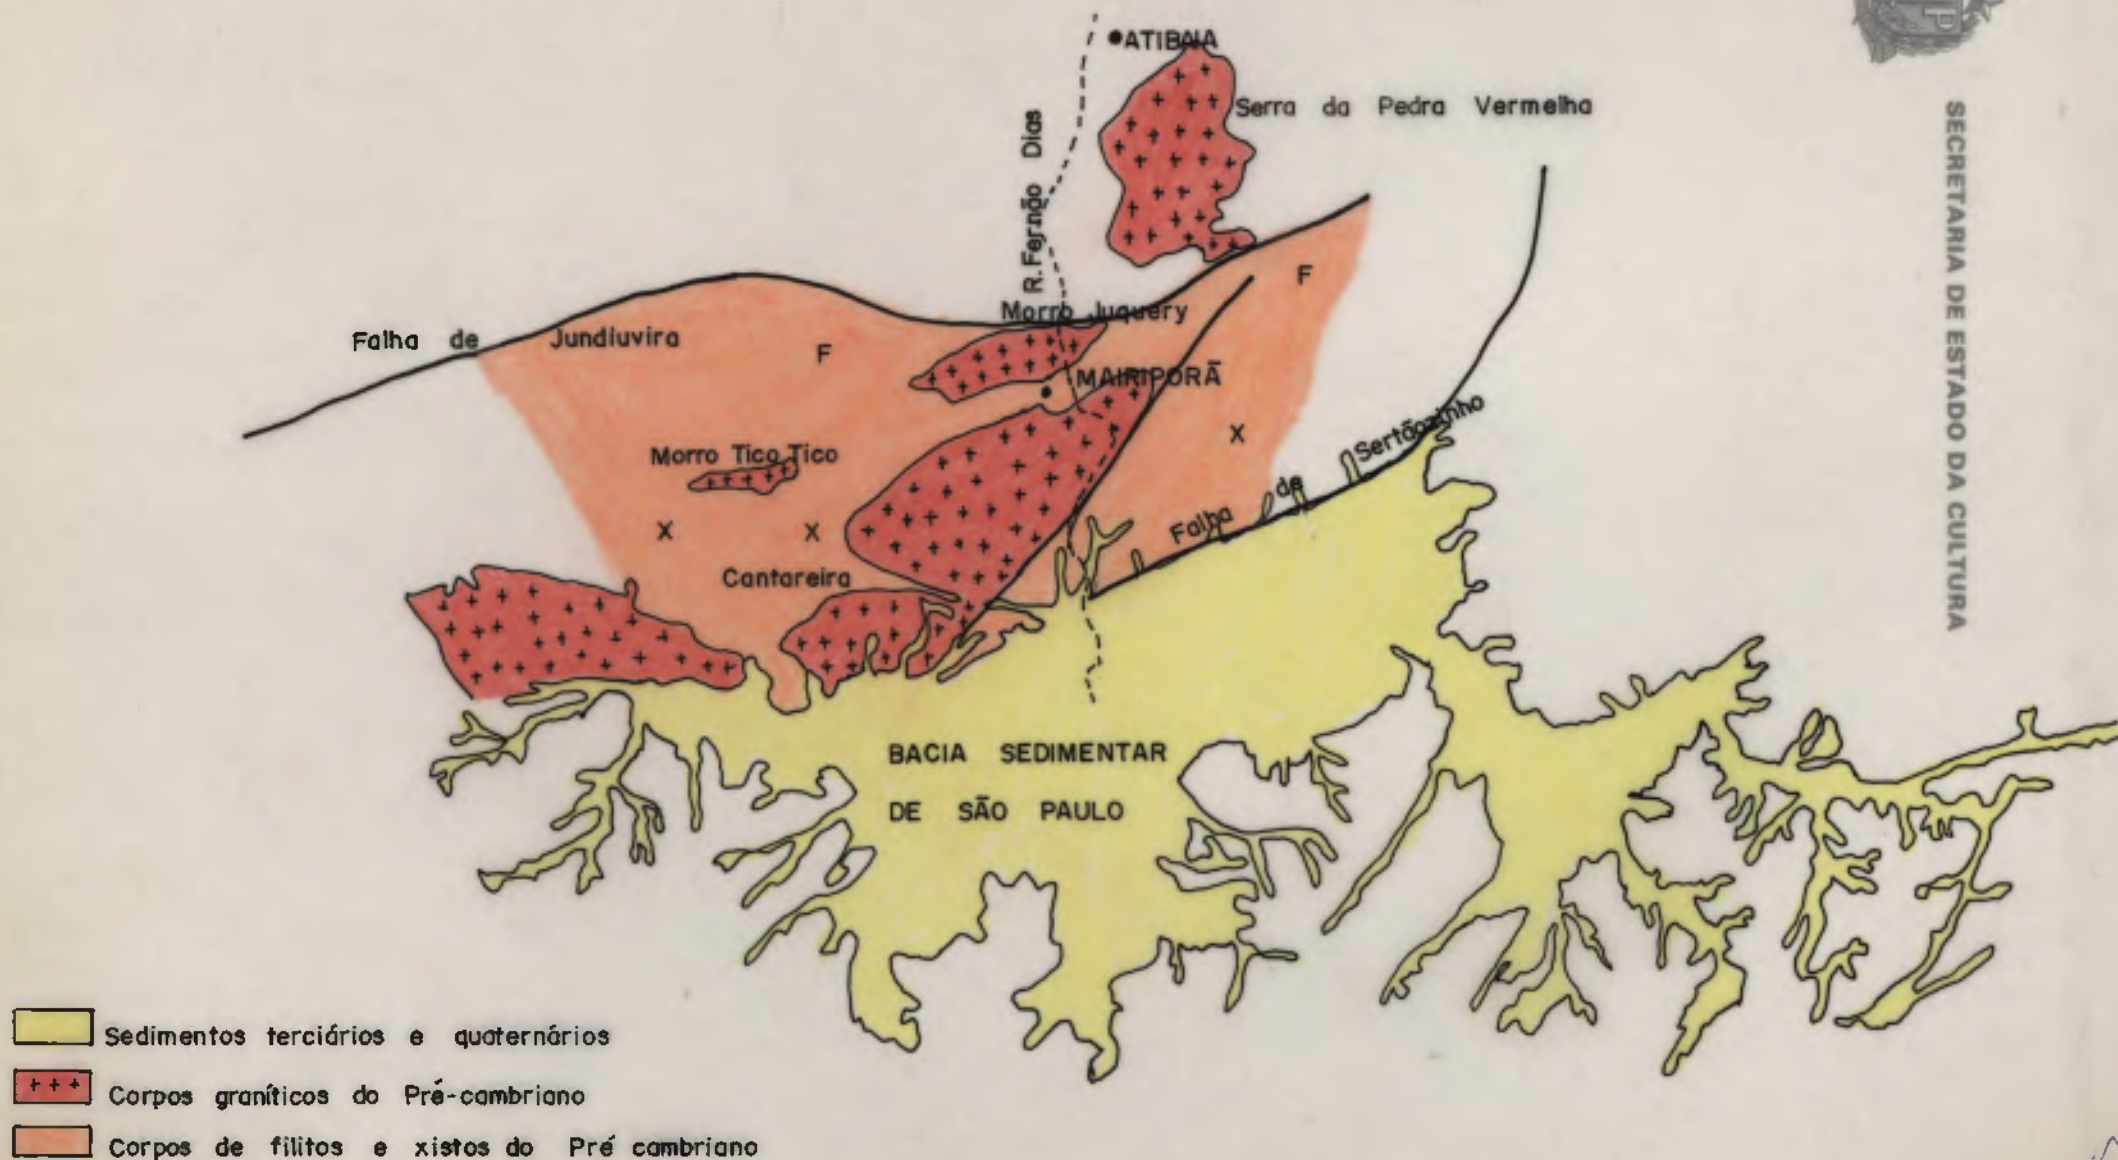 ATIBAIA
Serra da Pedra Vermelha
R. Fernão Dias
SECRETARIA DE ESTADO DA CULTURA
F
Morro Juquery
Falha de Jundiuvira
F
MAIRIPORÃ
Falha de Sertãozinho
X
Morro Tico Tico
X X
Cantareira
BACIA SEDIMENTAR
DE SÃO PAULO
Sedimentos terciários e quaternários
Corpos graníticos do Pré-cambriano
Corpos de filitos e xistos do Pré cambriano